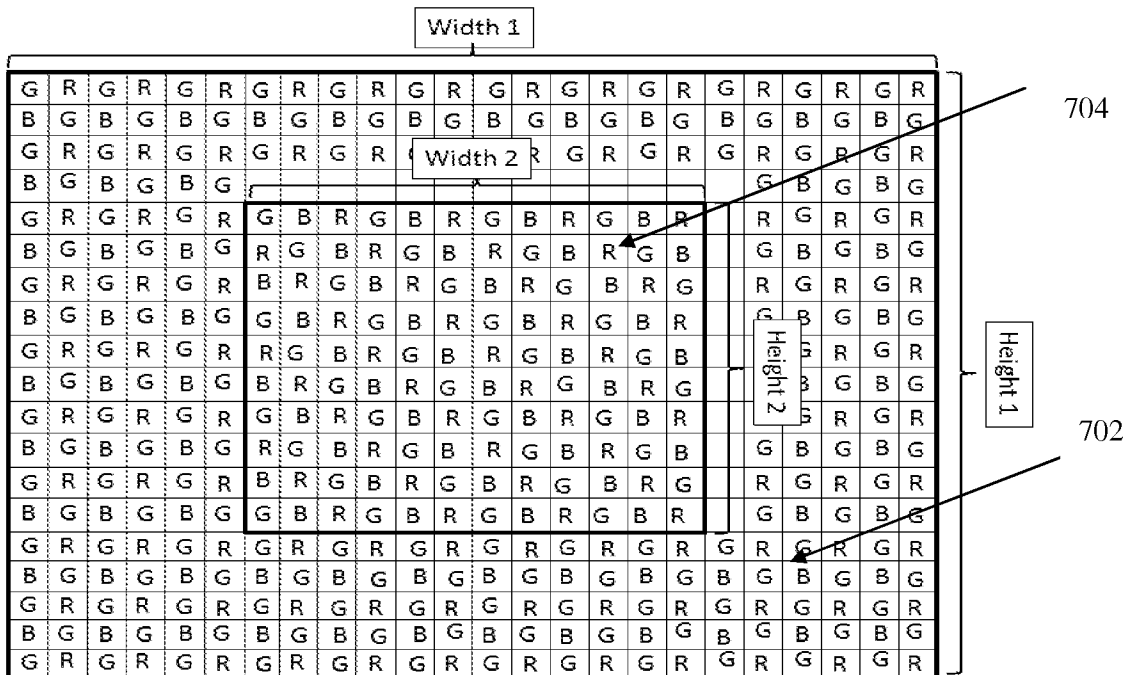 Width 1
G R G R G R G R G R G R G R G R G R G R G R G R
B G B G B G B G B G B G B G B G B G B G B G B G
704
G R G R G R G R G R R G R G R G R G R G R
Width 2
B G B G B G G B G B G
G R G R G R G B R G B R G B R G B R R G R G R
B G B G B G R G B R G B R G B R G B G B G B G
G R G R G R B R G B R G B R G B R G R G R G R
B G B G B G G B R G B R G B R G B R G B G B G
G R G R G R R G B R G B R G B R G B G R G R
Height 2
Height 1
B G B G B G B R G B R G B R G B R G B G B G
G R G R G R G B R G B R G B R G B R G R G R
702
B G B G B G R G B R G B R G B R G B G B G B G
G R G R G R B R G B R G B R G B R G R G R G R
B G B G B G G B R G B R G B R G B R G B G B G
G R G R G R G R G R G R G R G R G R G R G R G R
B G B G B G B G B G B G B G B G B G B G B G B G
G R G R G R G R G R G R G R G R G R G R G R G R
B G B G B G B G B G B G B G B G B G B G B G B G
G R G R G R G R G R G R G R G R G R G R G R G R